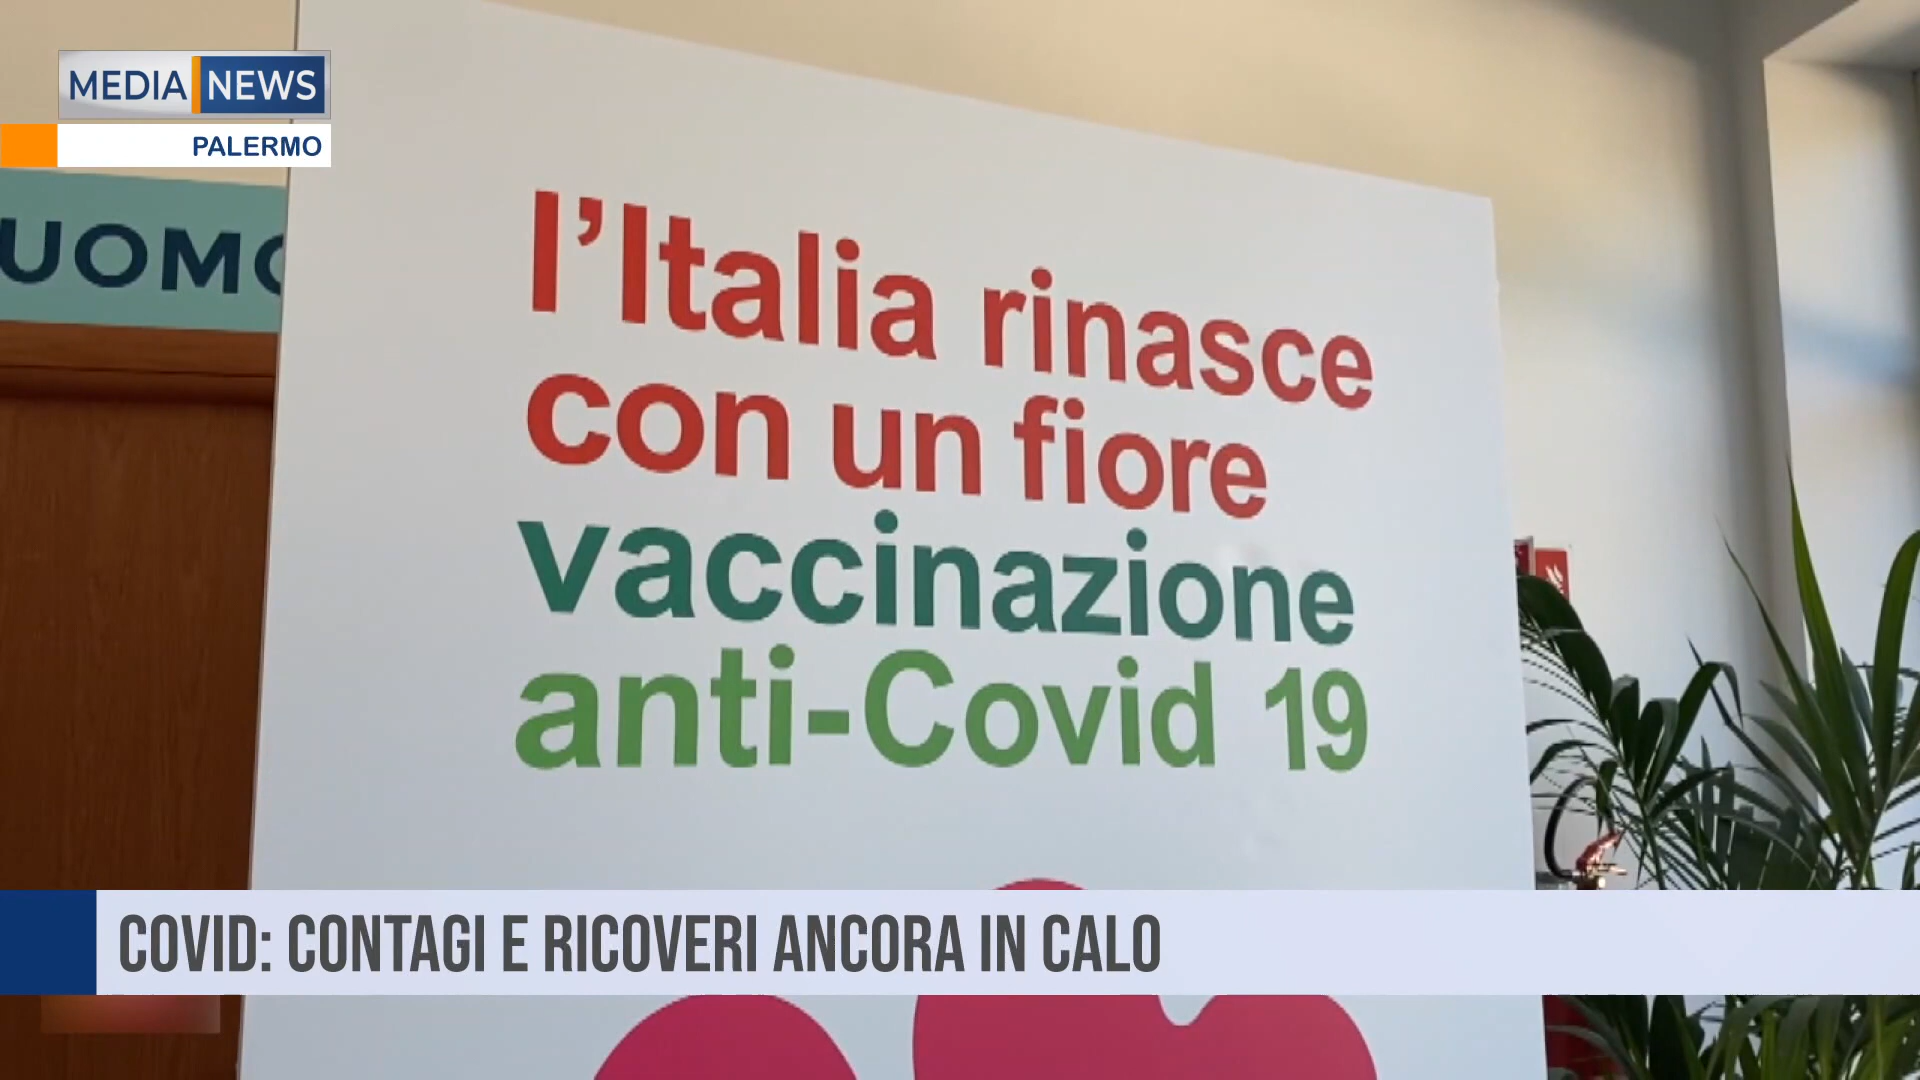 MEDIA NEWS
PALERMO
UOMO
l'Italia rinasce
con un fiore
vaccinazione
anti-Covid 19
COVID: CONTAGI E RICOVERI ANCORA IN CALO